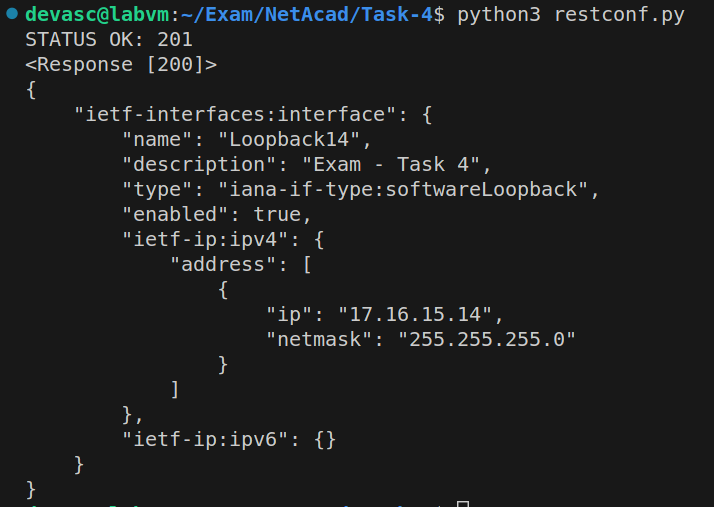 devasc@labvm:~/Exam/NetAcad/Task-4$ python3 restconf.py
STATUS OK: 201
<Response [200]>
{
    "ietf-interfaces:interface": {
        "name": "Loopback14",
        "description": "Exam - Task 4",
        "type": "iana-if-type:softwareLoopback",
        "enabled": true,
        "ietf-ip:ipv4": {
            "address": [
                {
                    "ip": "17.16.15.14",
                    "netmask": "255.255.255.0"
                }
            ]
        },
        "ietf-ip:ipv6": {}
    }
}